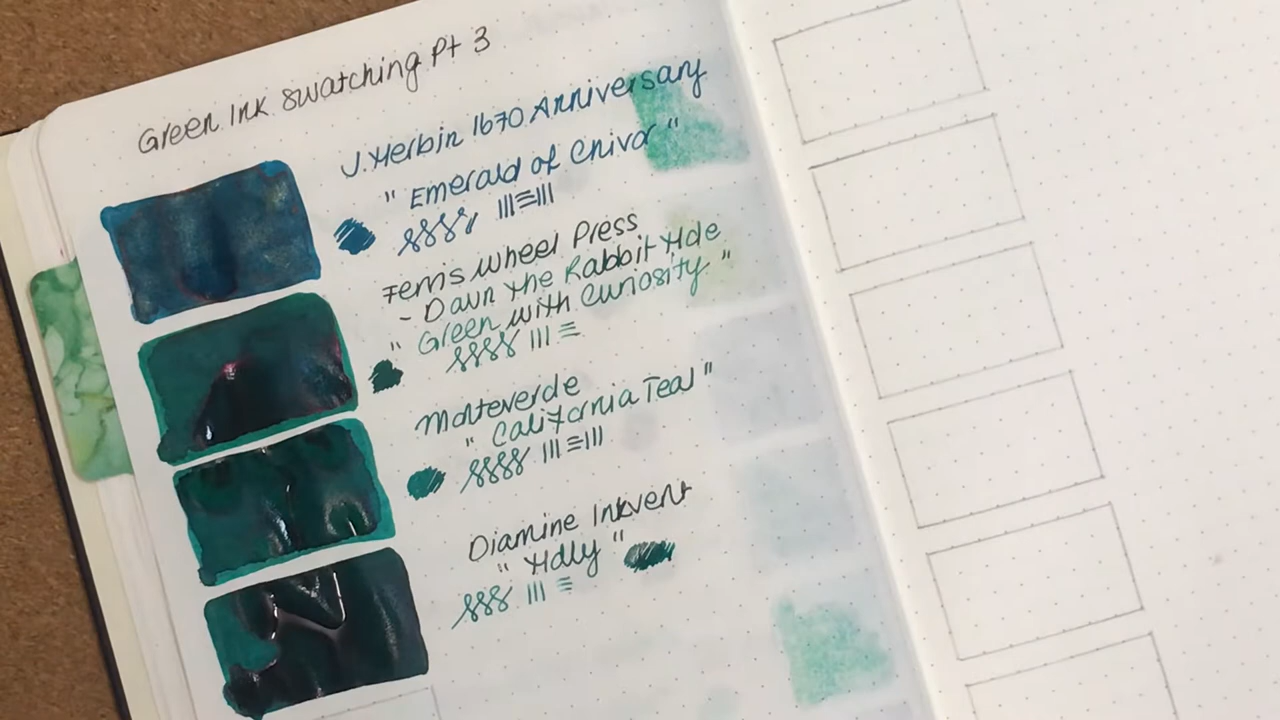 Green Ink Swatching Pt 3
J. Herbin 1670 Anniversary
" Emerald of Chivor "
Ferris Wheel Press
- Down the Rabbit Hole
" Green with Curiosity "
Monteverde
" California Teal "
Diamine Inkvent
" Holly "